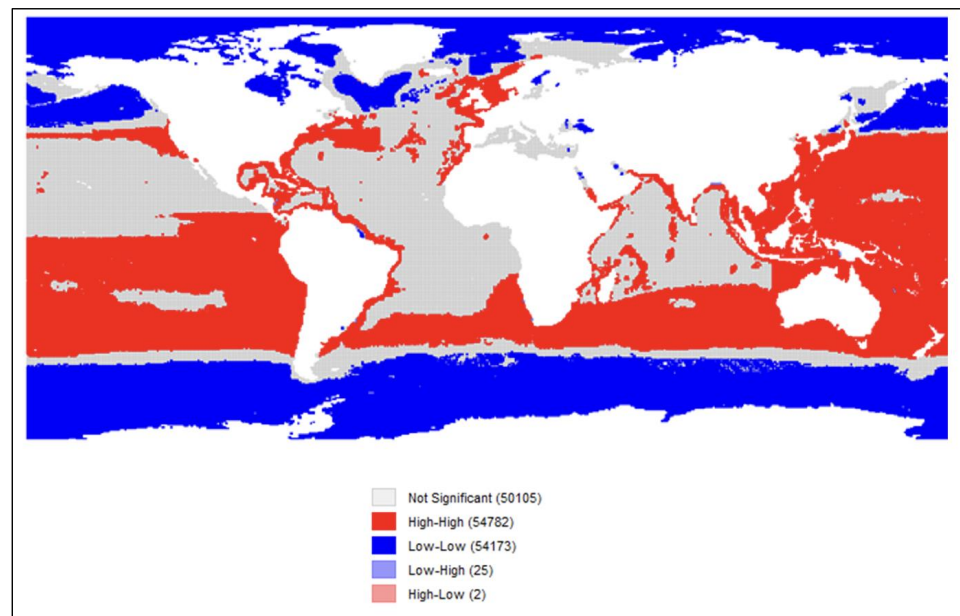 Not Significant (50105)
High-High (54782)
Low-Low (54173)
Low-High (25)
High-Low (2)